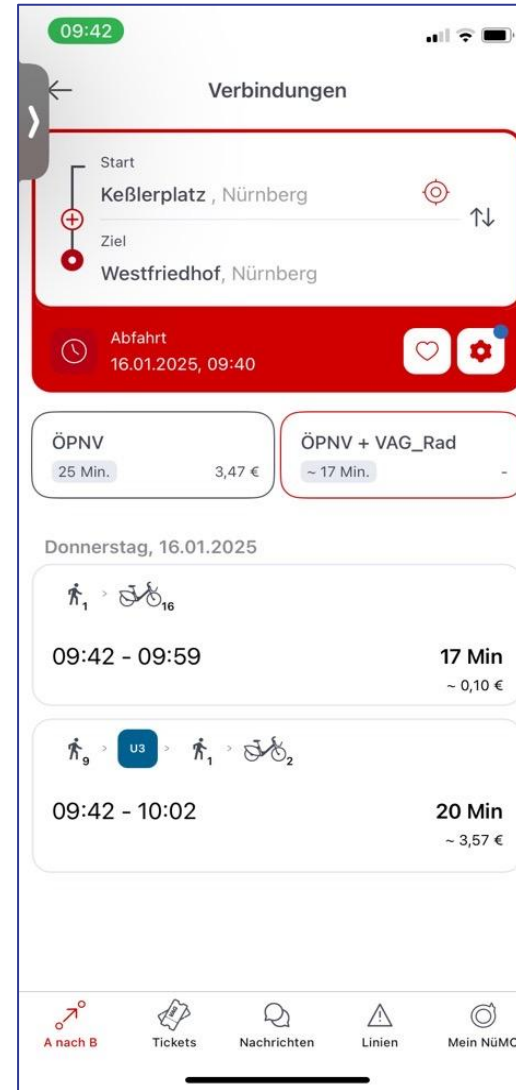 09:42
Verbindungen
Start
Keßlerplatz , Nürnberg
Ziel
Westfriedhof, Nürnberg
Abfahrt
16.01.2025, 09:40
ÖPNV
25 Min. 3,47 €
ÖPNV + VAG_Rad
~ 17 Min. -
Donnerstag, 16.01.2025
1 > 16
09:42 - 09:59 17 Min
~ 0,10 €
9 > U3 > 1 > 2
09:42 - 10:02 20 Min
~ 3,57 €
A nach B Tickets Nachrichten Linien Mein NüMO